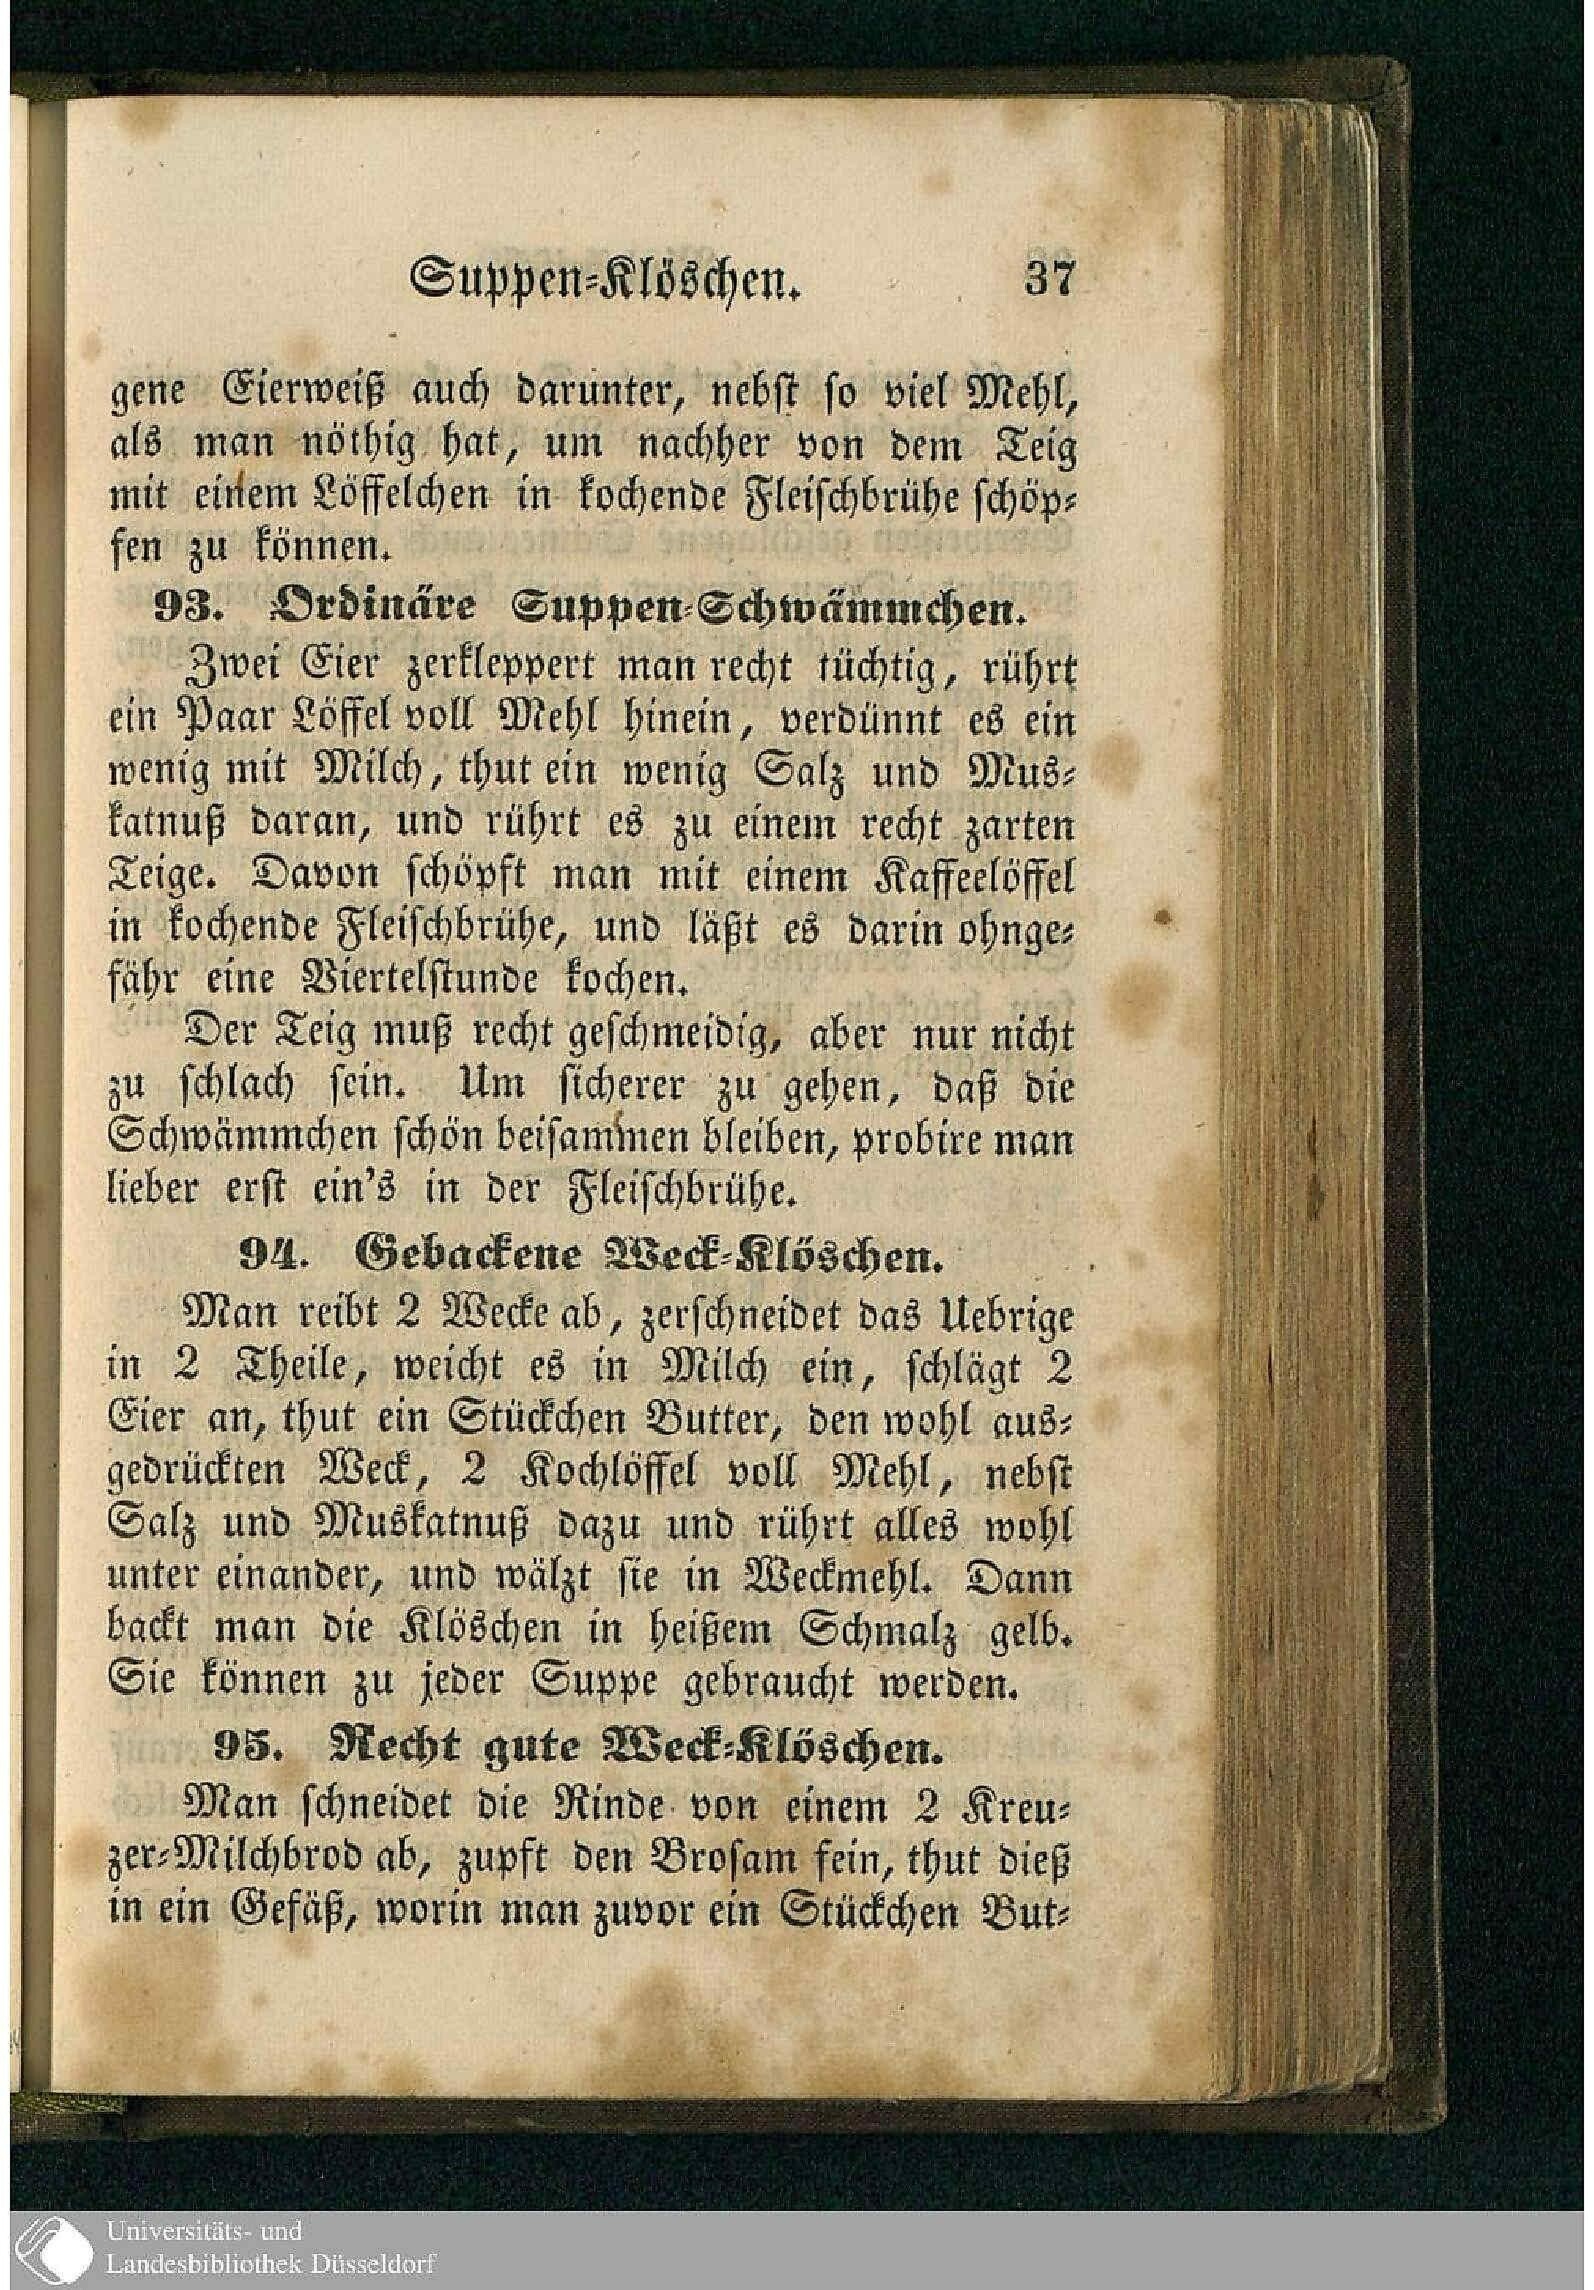 Suppen-Klöschen. 37
gene Eierweiß auch darunter, nebst so viel Mehl,
als man nöthig hat, um nachher von dem Teig
mit einem Löffelchen in kochende Fleischbrühe schöp-
fen zu können.
93. Ordinäre Suppen-Schwämmchen.
Zwei Eier zerkleppert man recht tüchtig, rührt
ein Paar Löffel voll Mehl hinein, verdünnt es ein
wenig mit Milch, thut ein wenig Salz und Mus-
katnuß daran, und rührt es zu einem recht zarten
Teige. Davon schöpft man mit einem Kaffeelöffel
in kochende Fleischbrühe, und läßt es darin ohnge-
fähr eine Viertelstunde kochen.
Der Teig muß recht geschmeidig, aber nur nicht
zu schlach sein. Um sicherer zu gehen, daß die
Schwämmchen schön beisammen bleiben, probire man
lieber erst ein's in der Fleischbrühe.
94. Gebackene Weck-Klöschen.
Man reibt 2 Wecke ab, zerschneidet das Uebrige
in 2 Theile, weicht es in Milch ein, schlägt 2
Eier an, thut ein Stückchen Butter, den wohl aus-
gedrückten Weck, 2 Kochlöffel voll Mehl, nebst
Salz und Muskatnuß dazu und rührt alles wohl
unter einander, und wälzt sie in Weckmehl. Dann
backt man die Klöschen in heißem Schmalz gelb.
Sie können zu jeder Suppe gebraucht werden.
95. Recht gute Weck-Klöschen.
Man schneidet die Rinde von einem 2 Kreu-
zer-Milchbrod ab, zupft den Brosam fein, thut dieß
in ein Gefäß, worin man zuvor ein Stückchen But-
Universitäts- und
Landesbibliothek Düsseldorf